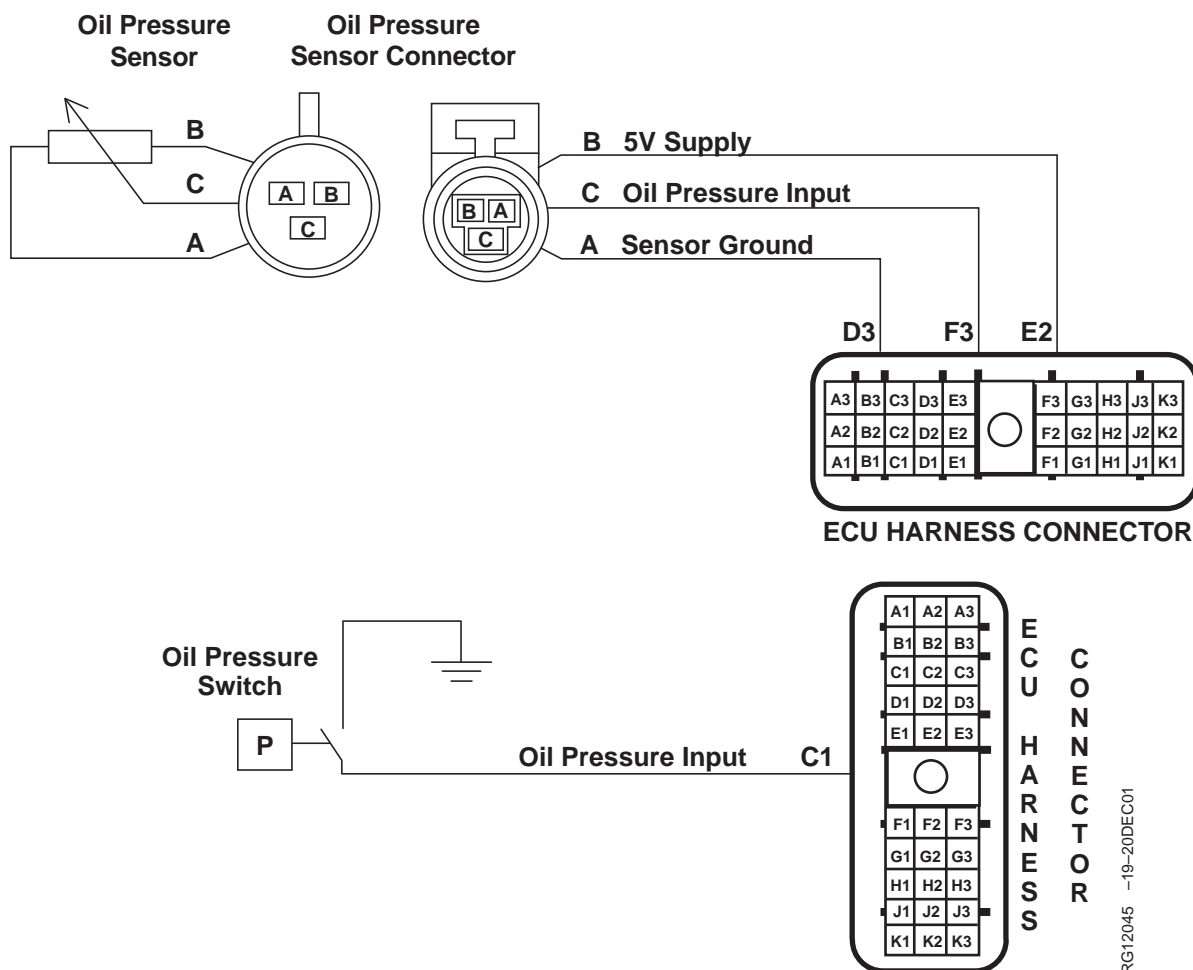 Oil Pressure
Sensor
Oil Pressure
Sensor Connector
B
C
A
A B
C
B A
C
B 5V Supply
C Oil Pressure Input
A Sensor Ground
D3 F3 E2
A3 B3 C3 D3 E3 F3 G3 H3 J3 K3
A2 B2 C2 D2 E2 F2 G2 H2 J2 K2
A1 B1 C1 D1 E1 F1 G1 H1 J1 K1
ECU HARNESS CONNECTOR
Oil Pressure
Switch
P
Oil Pressure Input C1
A1 A2 A3
B1 B2 B3
C1 C2 C3
D1 D2 D3
E1 E2 E3
F1 F2 F3
G1 G2 G3
H1 H2 H3
J1 J2 J3
K1 K2 K3
ECU HARNESS
CONNECTOR
RG12045 –19–20DEC01